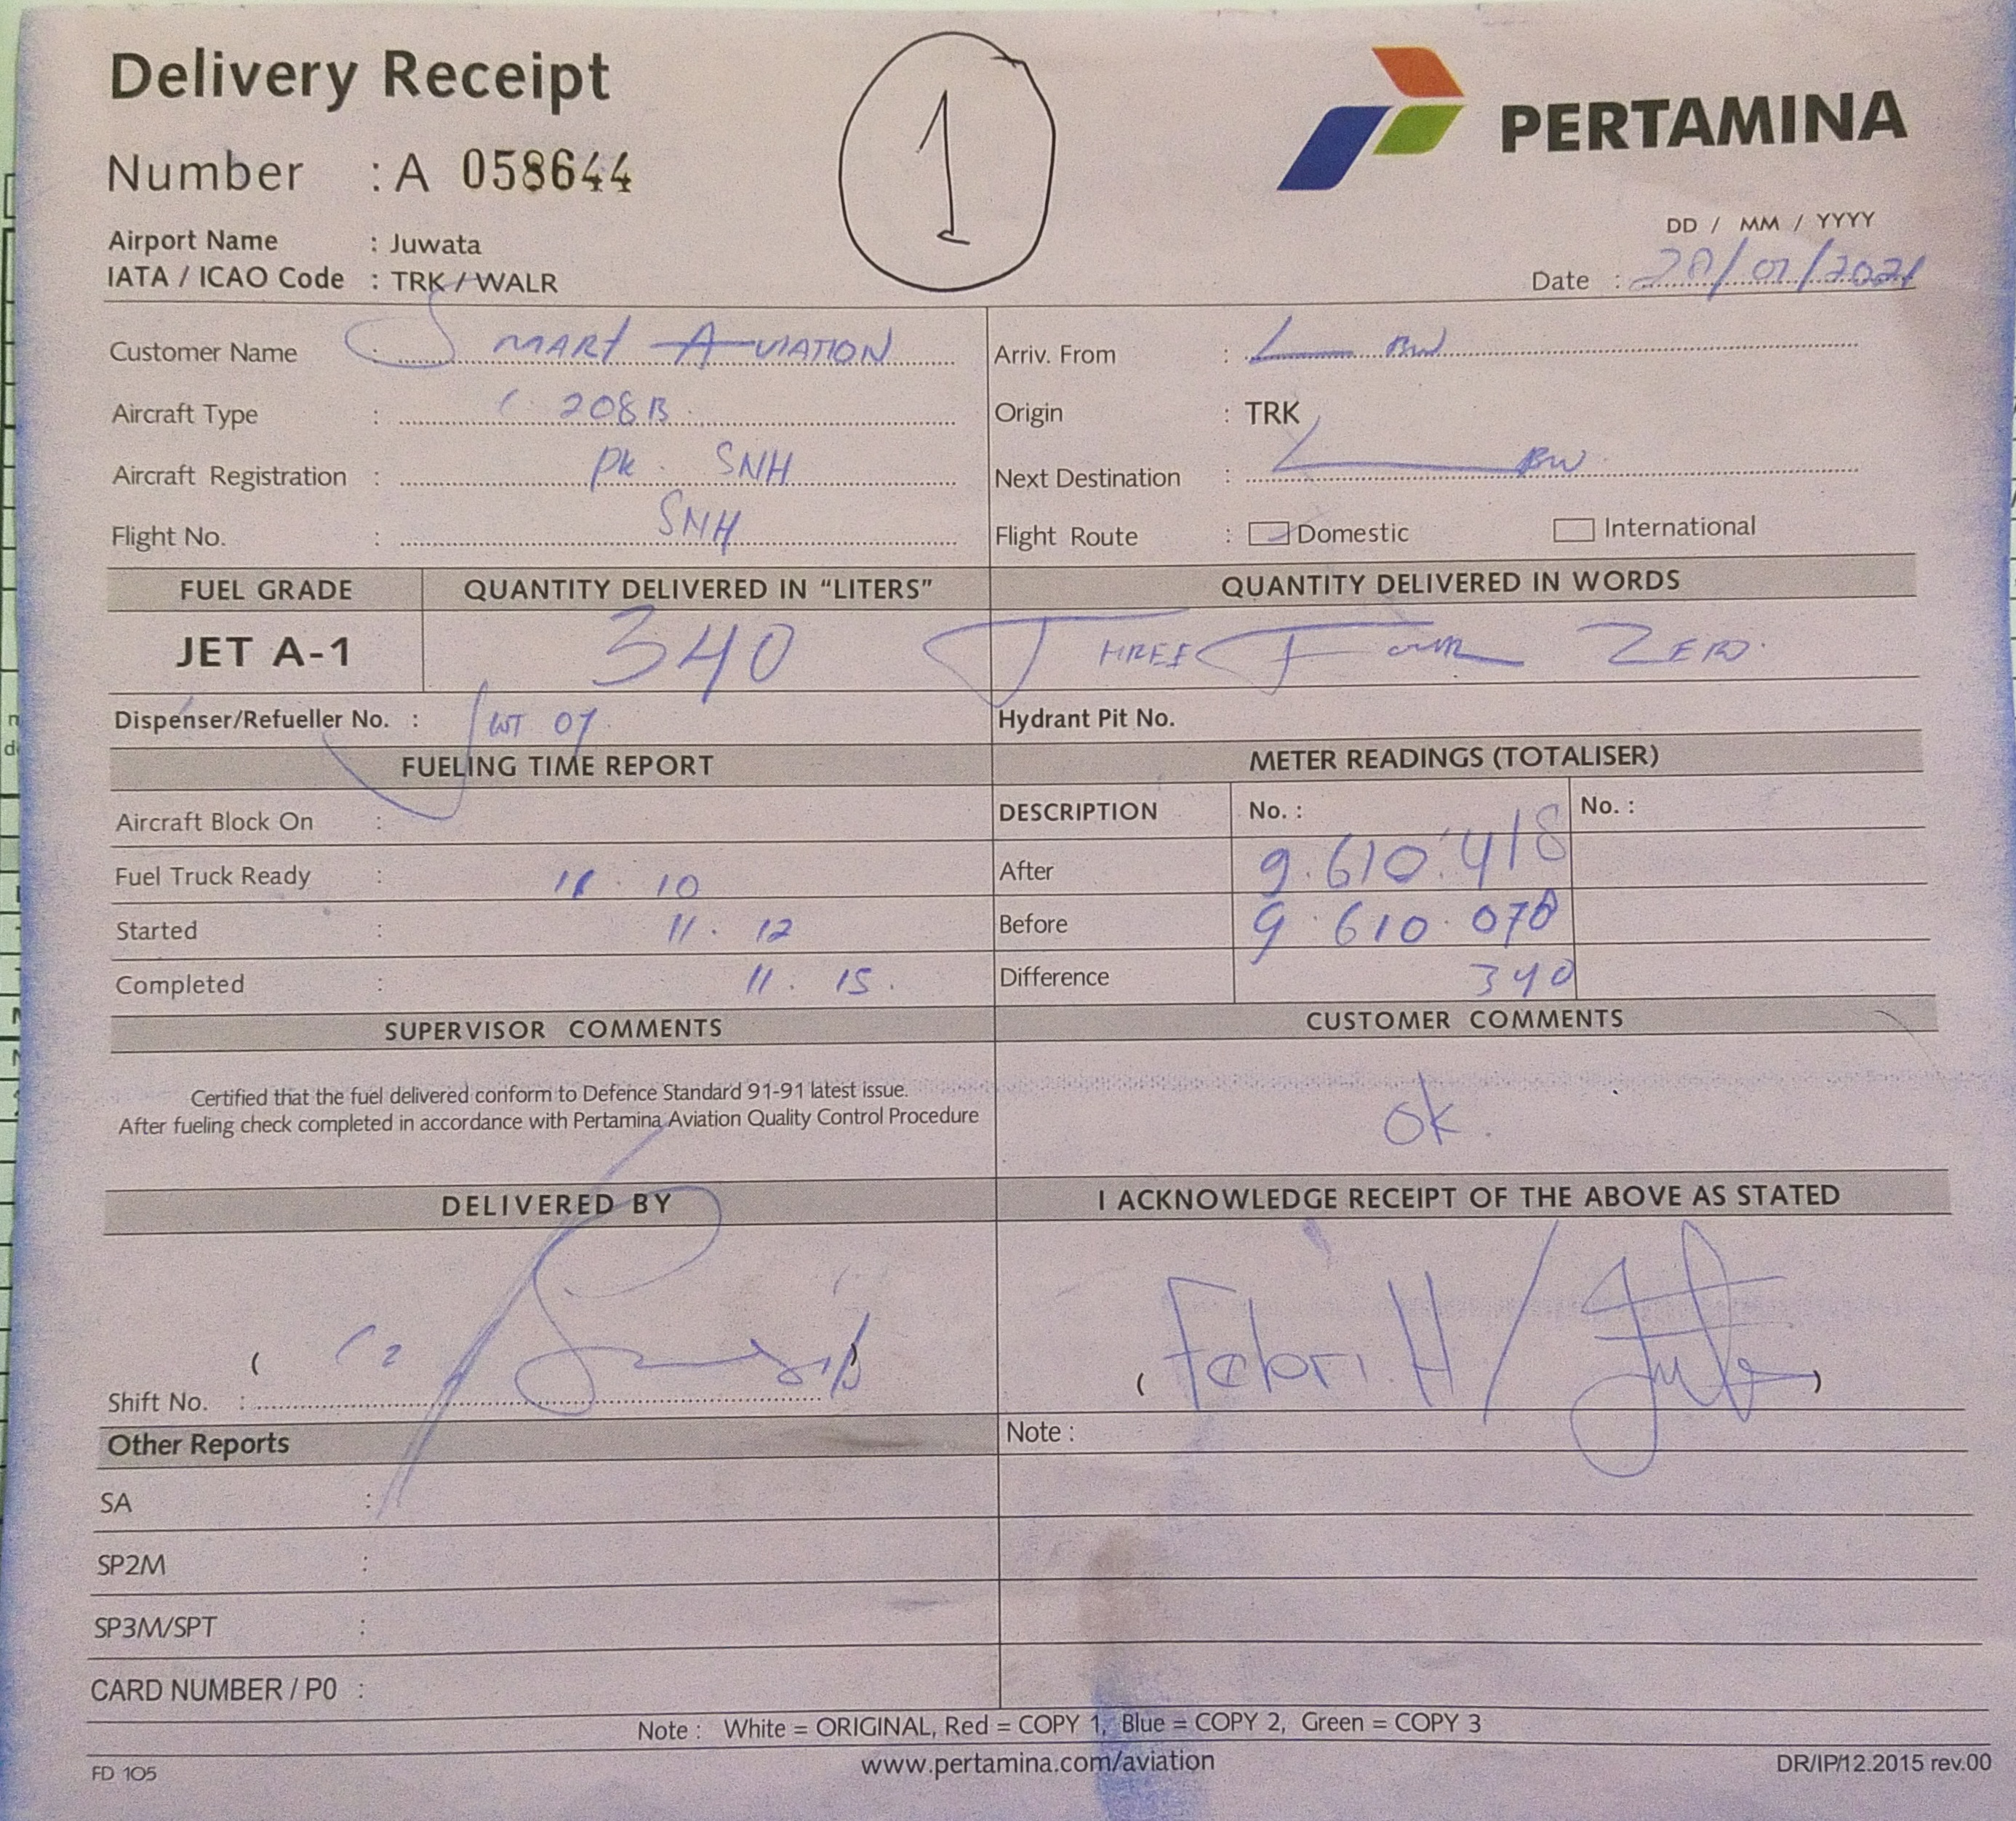 Delivery Receipt
1
PERTAMINA
Number : A 058644
Airport Name : Juwata
IATA / ICAO Code : TRK / WALR
DD / MM / YYYY
Date :
Customer Name : SMART AVIATION
Arriv. From : L BW
Aircraft Type : C 208B
Origin : TRK
Aircraft Registration : PK. SNH
Next Destination : L BW
Flight No. : SNH
Flight Route : Domestic International
FUEL GRADE QUANTITY DELIVERED IN “LITERS” QUANTITY DELIVERED IN WORDS
JET A-1 340 THREE FOUR ZERO.
Dispenser/Refueller No. : 07
Hydrant Pit No.
FUELING TIME REPORT
METER READINGS (TOTALISER)
Aircraft Block On :
DESCRIPTION No. : No. :
Fuel Truck Ready : 11. 10
After 9.610.418
Started : 11. 12
Before 9.610.078
Completed : 11. 15.
Difference 340
SUPERVISOR COMMENTS
CUSTOMER COMMENTS
Certified that the fuel delivered conform to Defence Standard 91-91 latest issue.
After fueling check completed in accordance with Pertamina Aviation Quality Control Procedure
ok.
DELIVERED BY
I ACKNOWLEDGE RECEIPT OF THE ABOVE AS STATED
( )
( Febri.H / )
Shift No. :
Other Reports
Note :
SA :
SP2M :
SP3M/SPT :
CARD NUMBER / P0 :
Note : White = ORIGINAL, Red = COPY 1, Blue = COPY 2, Green = COPY 3
FD 105
www.pertamina.com/aviation
DR/IP/12.2015 rev.00